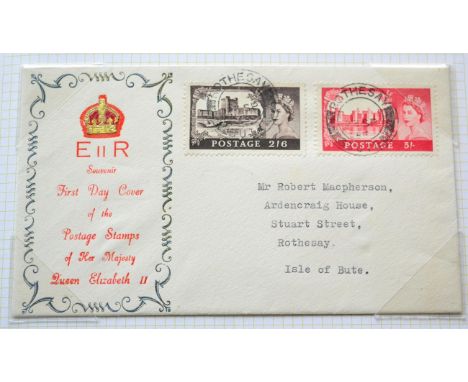 ROTHESAY
POSTAGE 2/6
ROTHESAY
POSTAGE 5/-
E II R
Souvenir
First Day Cover
of the
Postage Stamps
of Her Majesty
Queen Elizabeth II
Mr Robert Macpherson,
Ardencraig House,
Stuart Street,
Rothesay.
Isle of Bute.